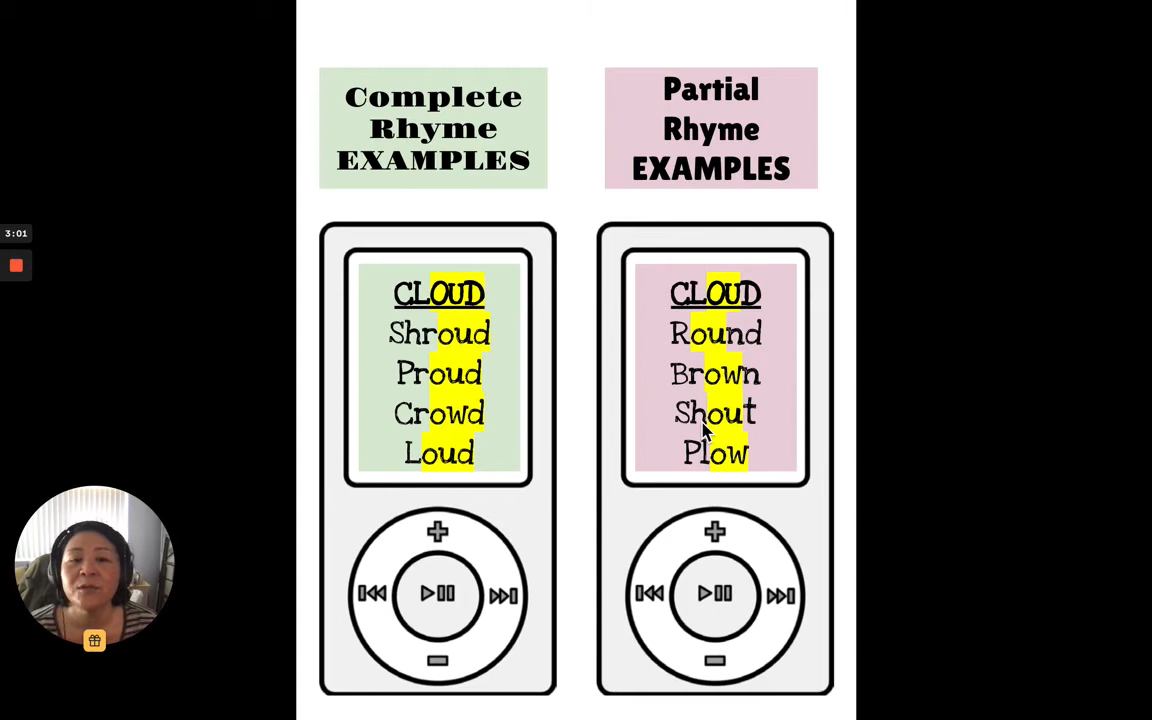 Complete
Rhyme
EXAMPLES
Partial
Rhyme
EXAMPLES
3:01
CLOUD
Shroud
Proud
Crowd
Loud
CLOUD
Round
Brown
Shout
Plow